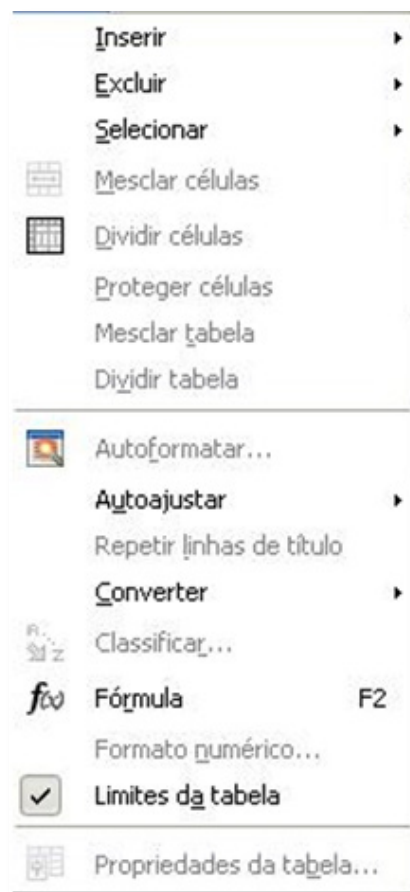 Inserir
Excluir
Selecionar
Mesclar células
Dividir células
Proteger células
Mesclar tabela
Dividir tabela
Autoformatar...
Autoajustar
Repetir linhas de título
Converter
Classificar...
f(x) Fórmula F2
Formato numérico...
Limites da tabela
Propriedades da tabela...